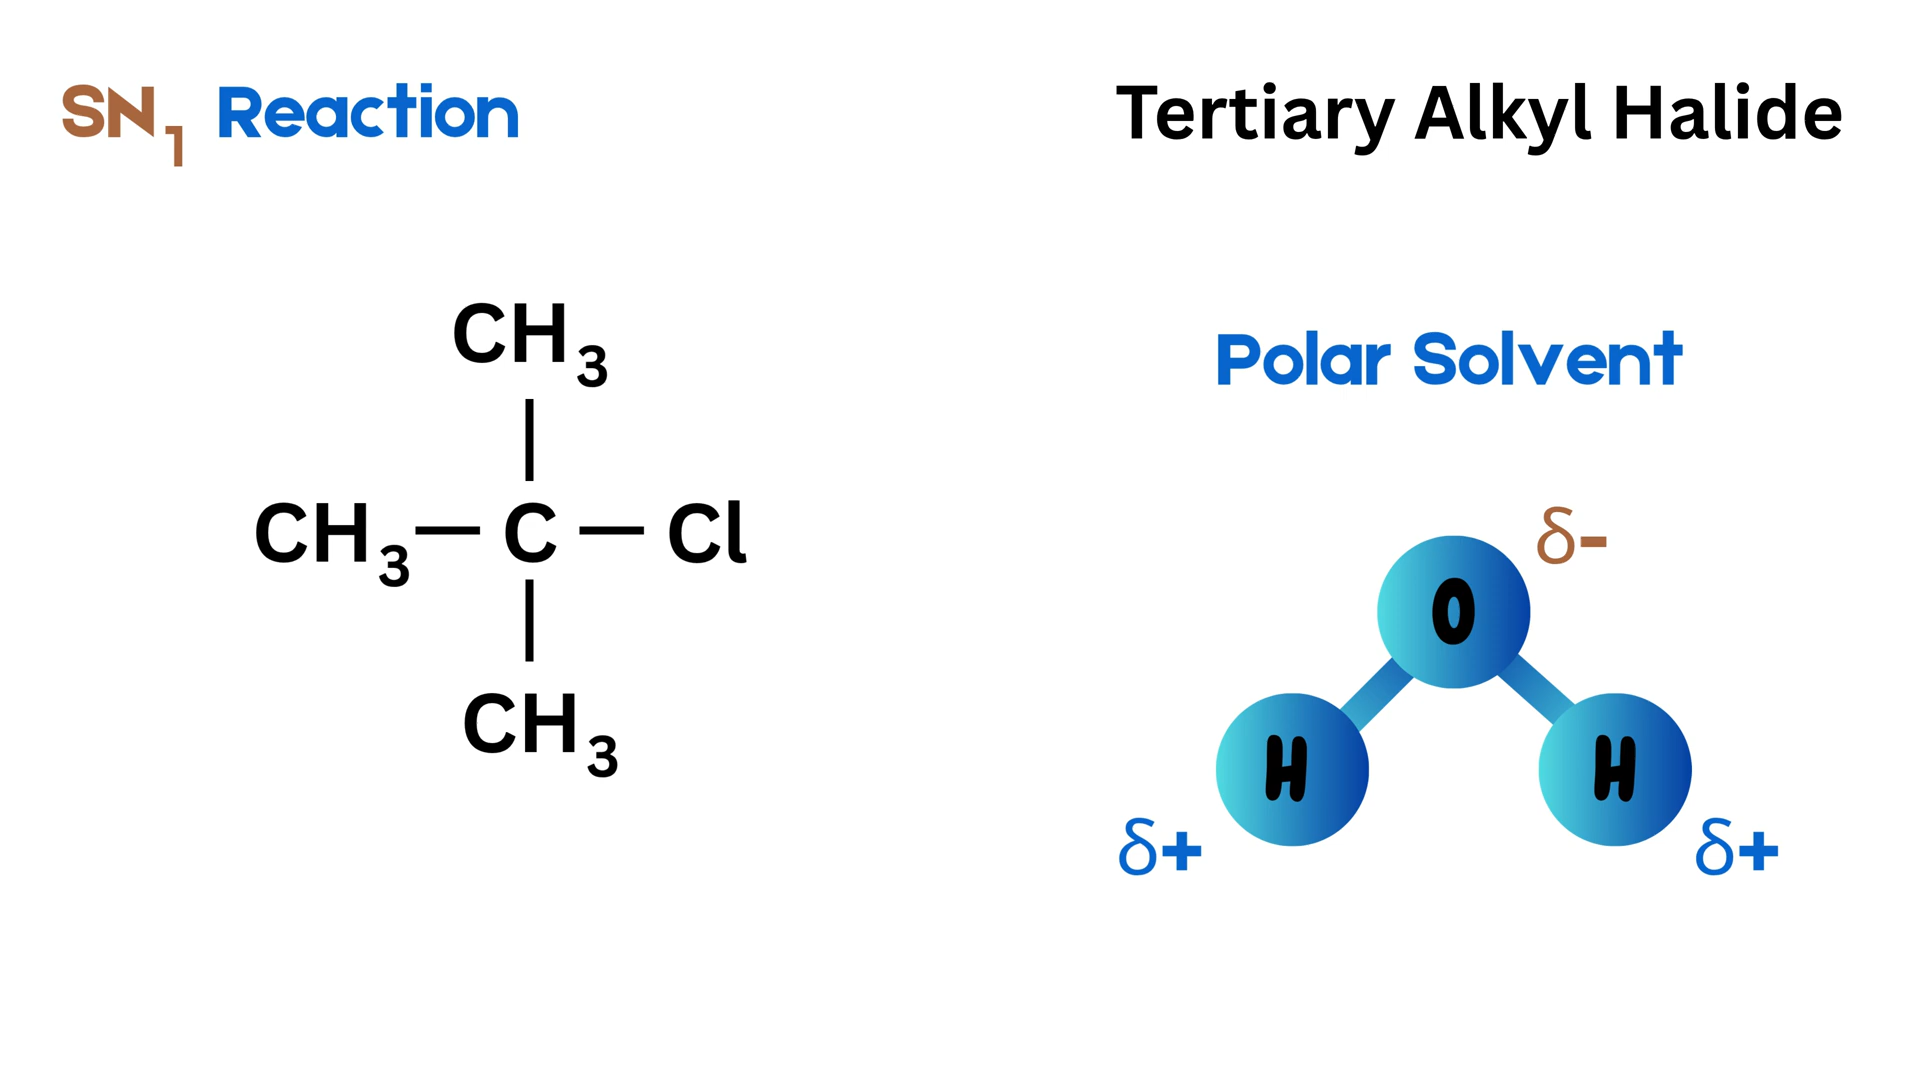 SN₁ Reaction
Tertiary Alkyl Halide
CH₃
Polar Solvent
CH₃ — C — Cl
δ-
O
CH₃
H
H
δ+
δ+